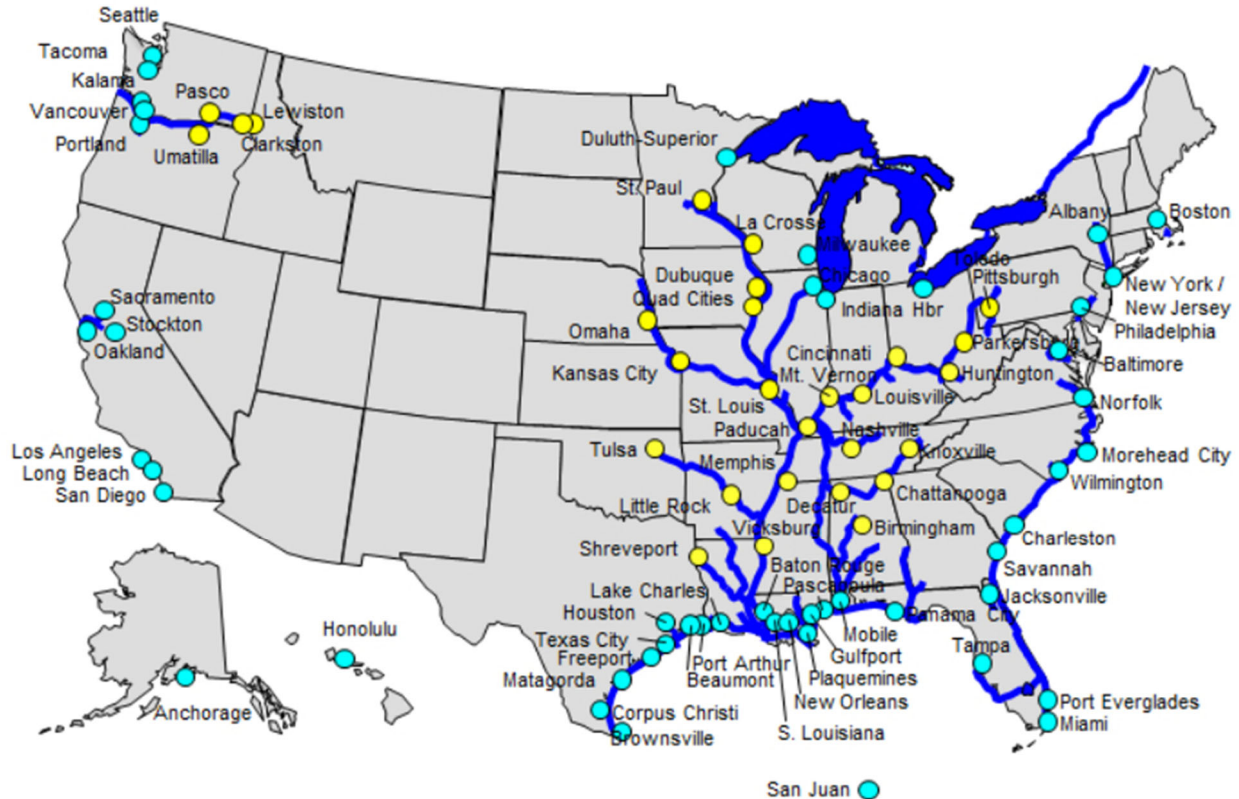 Seattle
Tacoma
Kalama
Pasco
Vancouver
Lewiston
Portland
Umatilla
Clarkston
Duluth-Superior
St. Paul
La Crosse
Milwaukee
Albany
Boston
Toledo
Dubuque
Chicago
Pittsburgh
Quad Cities
Indiana Hbr
New York /
New Jersey
Sacramento
Stockton
Oakland
Omaha
Philadelphia
Cincinnati
Parkersburg
Baltimore
Kansas City
Mt. Vernon
Huntington
Louisville
St. Louis
Norfolk
Paducah
Nashville
Los Angeles
Long Beach
San Diego
Tulsa
Memphis
Knoxville
Morehead City
Wilmington
Little Rock
Decatur
Chattanooga
Vicksburg
Birmingham
Charleston
Shreveport
Baton Rouge
Savannah
Lake Charles
Pascagoula
Jacksonville
Houston
Panama City
Honolulu
Texas City
Mobile
Tampa
Freeport
Port Arthur
Gulfport
Matagorda
Beaumont
Plaquemines
New Orleans
Port Everglades
Anchorage
Corpus Christi
Miami
Brownsville
S. Louisiana
San Juan